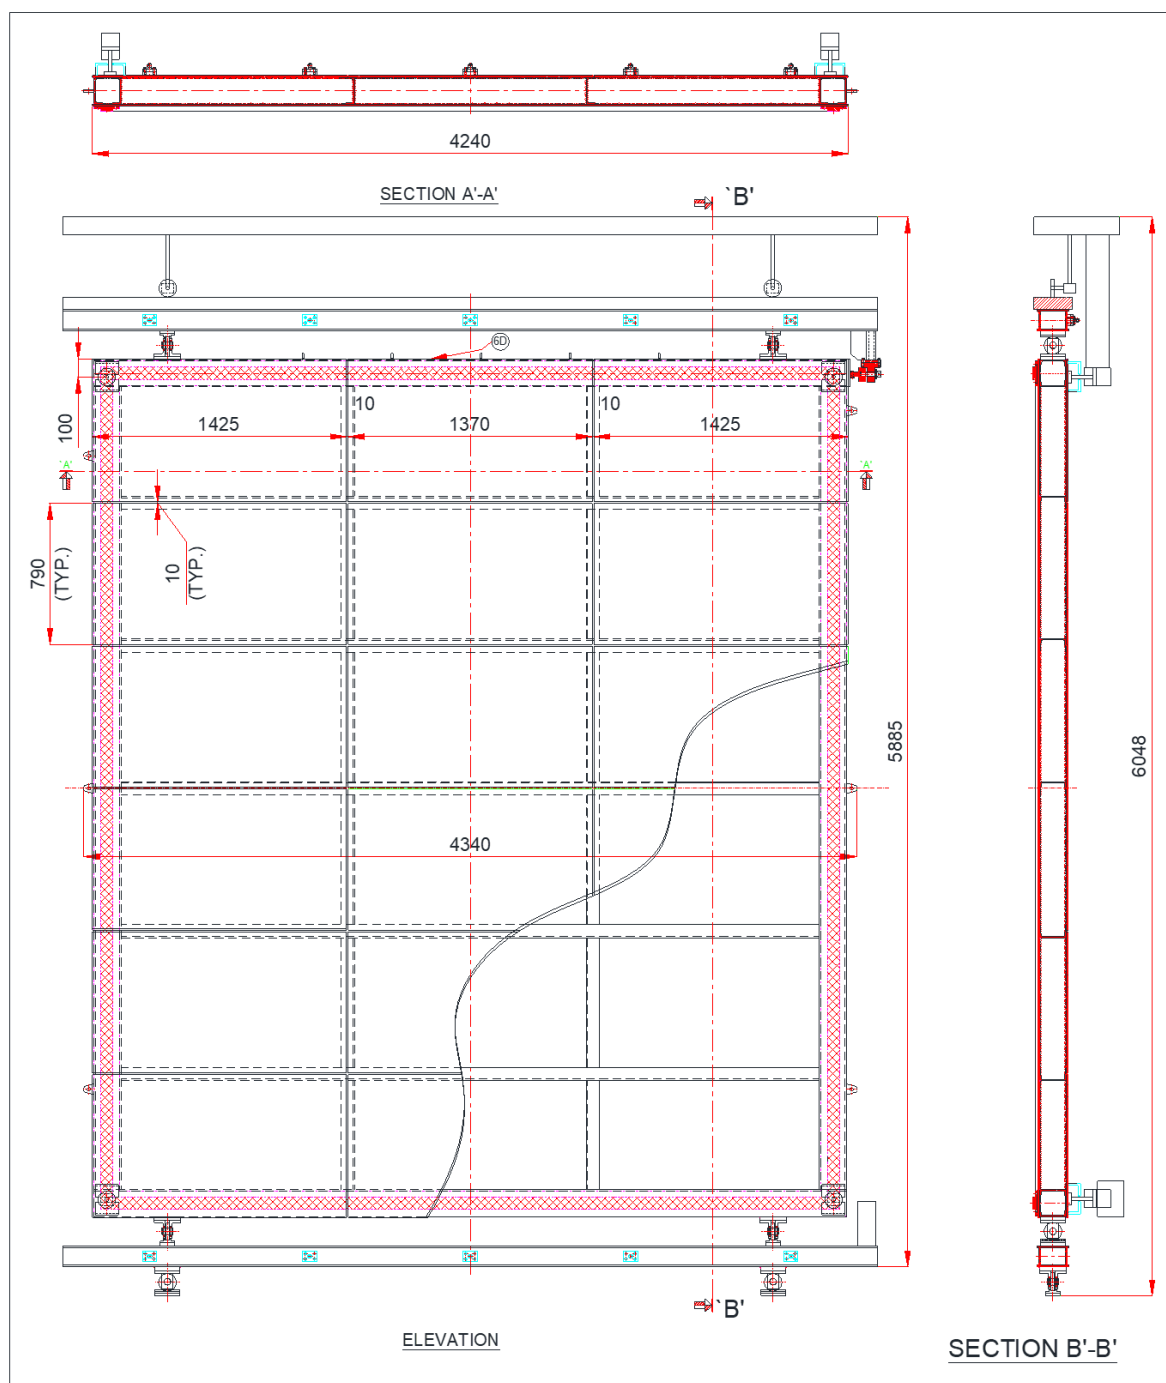 4240
SECTION A'-A'
`B'
6D
100
10
10
1425
1370
1425
`A'
`A'
790
(TYP.)
10
(TYP.)
5885
6048
4340
`B'
ELEVATION
SECTION B'-B'